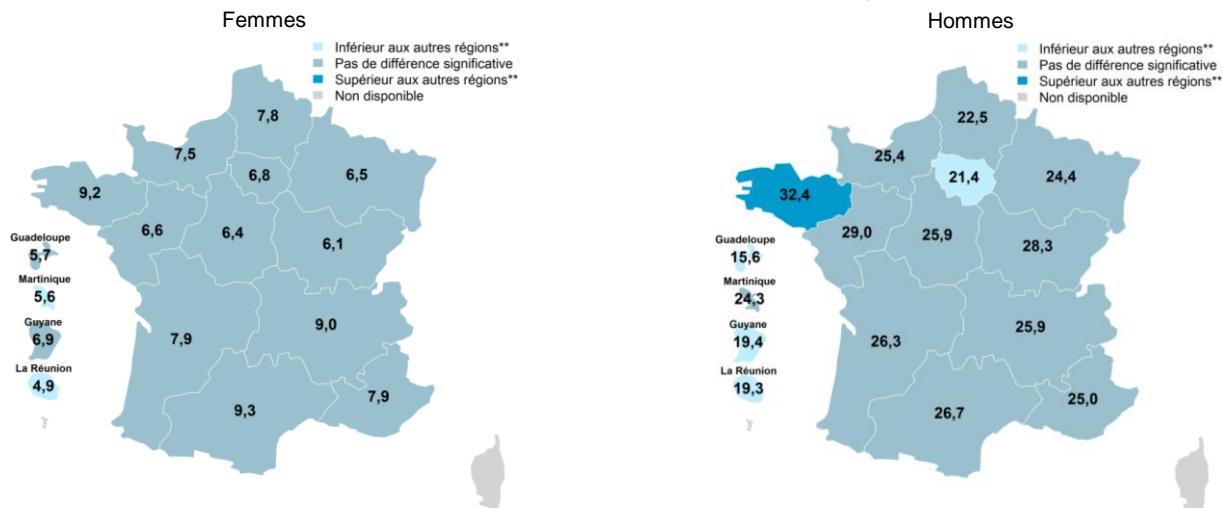 Femmes
Inférieur aux autres régions**
Pas de différence significative
Supérieur aux autres régions**
Non disponible
7,8
7,5
6,8
6,5
9,2
6,6
6,4
6,1
Guadeloupe
5,7
Martinique
5,6
Guyane
6,9
La Réunion
4,9
7,9
9,0
9,3
7,9
Hommes
Inférieur aux autres régions**
Pas de différence significative
Supérieur aux autres régions**
Non disponible
22,5
25,4
21,4
24,4
32,4
29,0
25,9
28,3
Guadeloupe
15,6
Martinique
24,3
Guyane
19,4
La Réunion
19,3
26,3
25,9
26,7
25,0